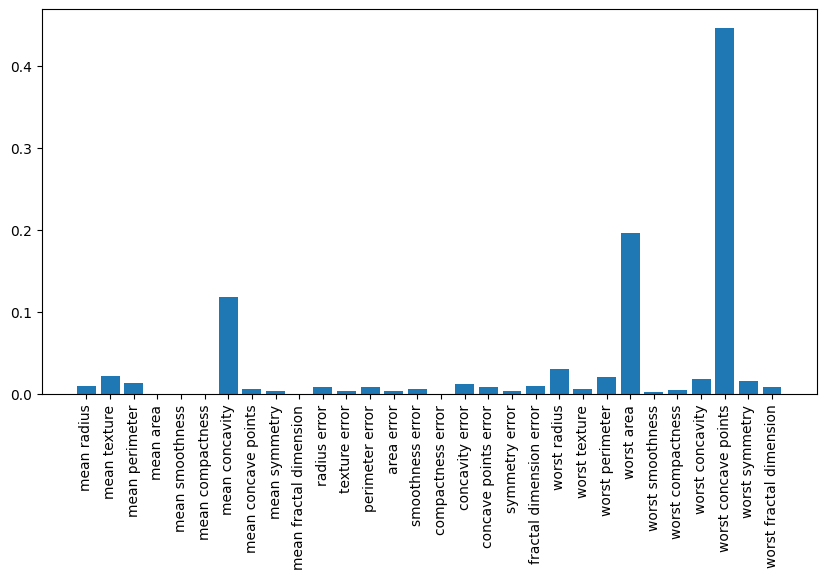 0.4
0.3
0.2
0.1
0.0
mean radius
mean texture
mean perimeter
mean area
mean smoothness
mean compactness
mean concavity
mean concave points
mean symmetry
mean fractal dimension
radius error
texture error
perimeter error
area error
smoothness error
compactness error
concavity error
concave points error
symmetry error
fractal dimension error
worst radius
worst texture
worst perimeter
worst area
worst smoothness
worst compactness
worst concavity
worst concave points
worst symmetry
worst fractal dimension